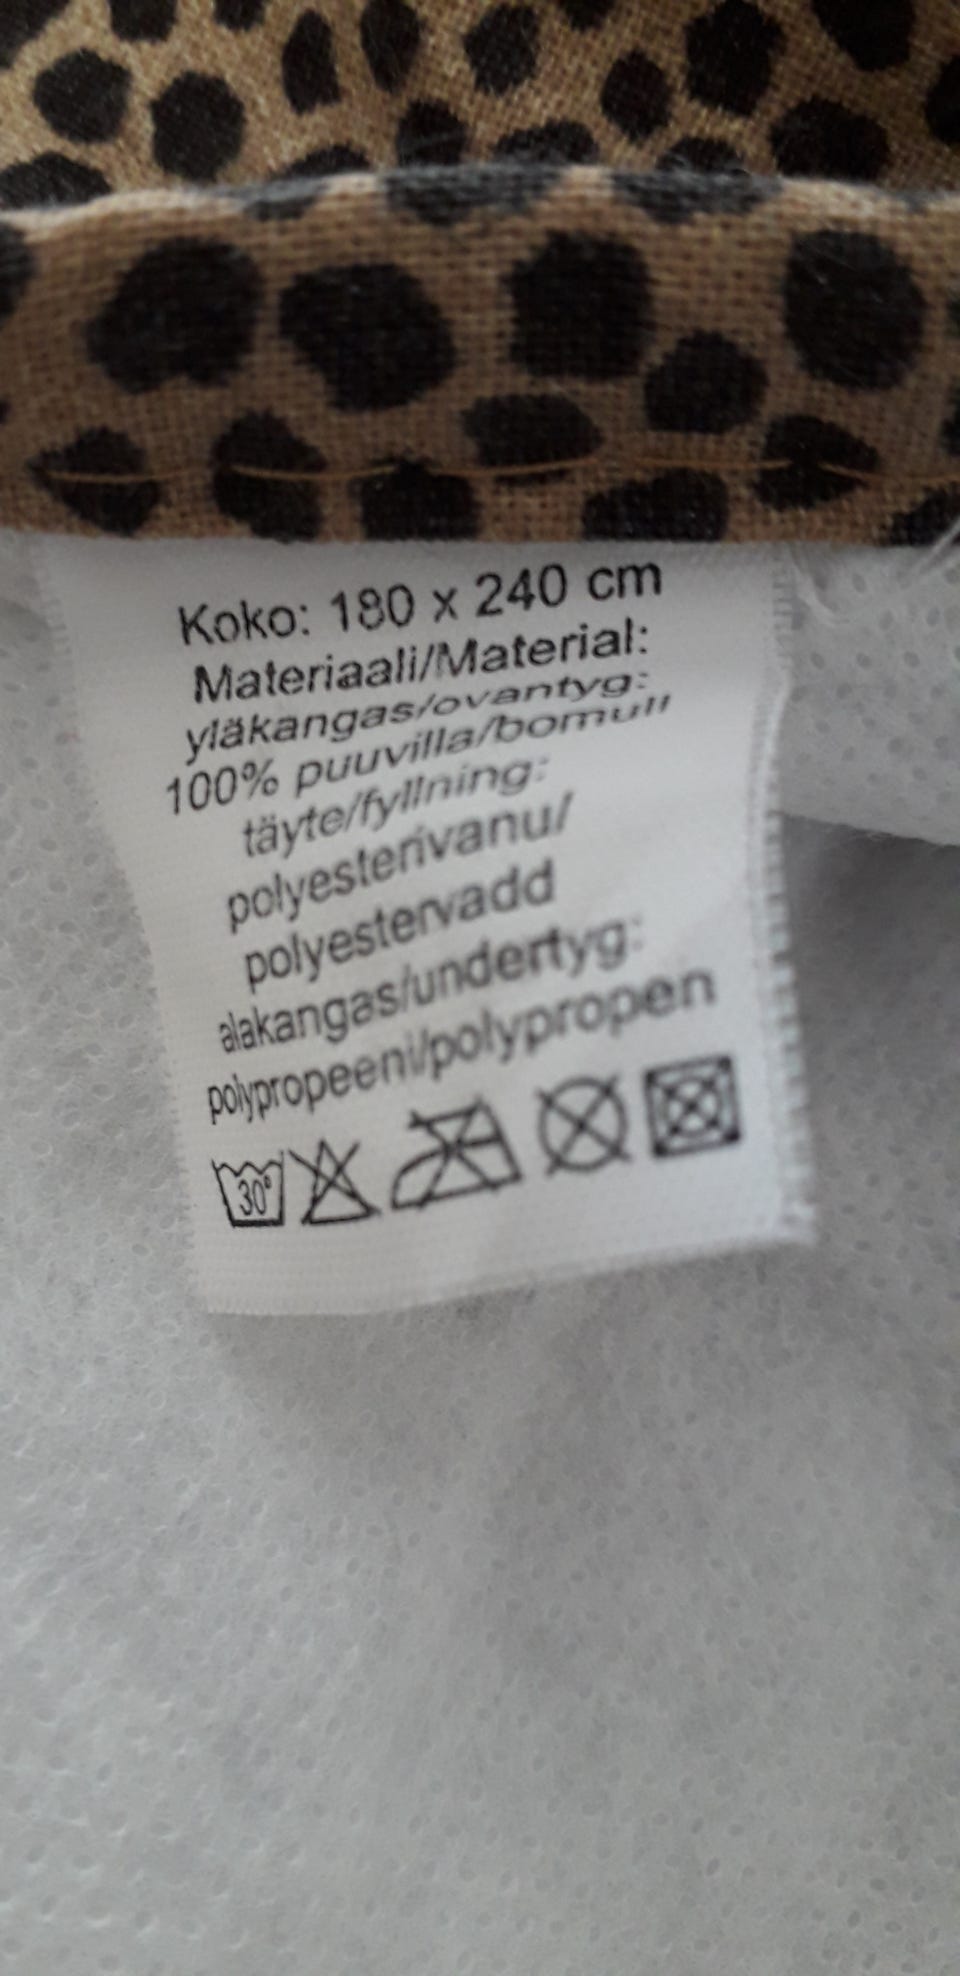 Koko: 180 x 240 cm
Materiaali/Material:
yläkangas/ovantyg:
100% puuvilla/bomull
täyte/fyllning:
polyesterivanu/
polyestervadd
alakangas/undertyg:
polypropeeni/polypropen
30°